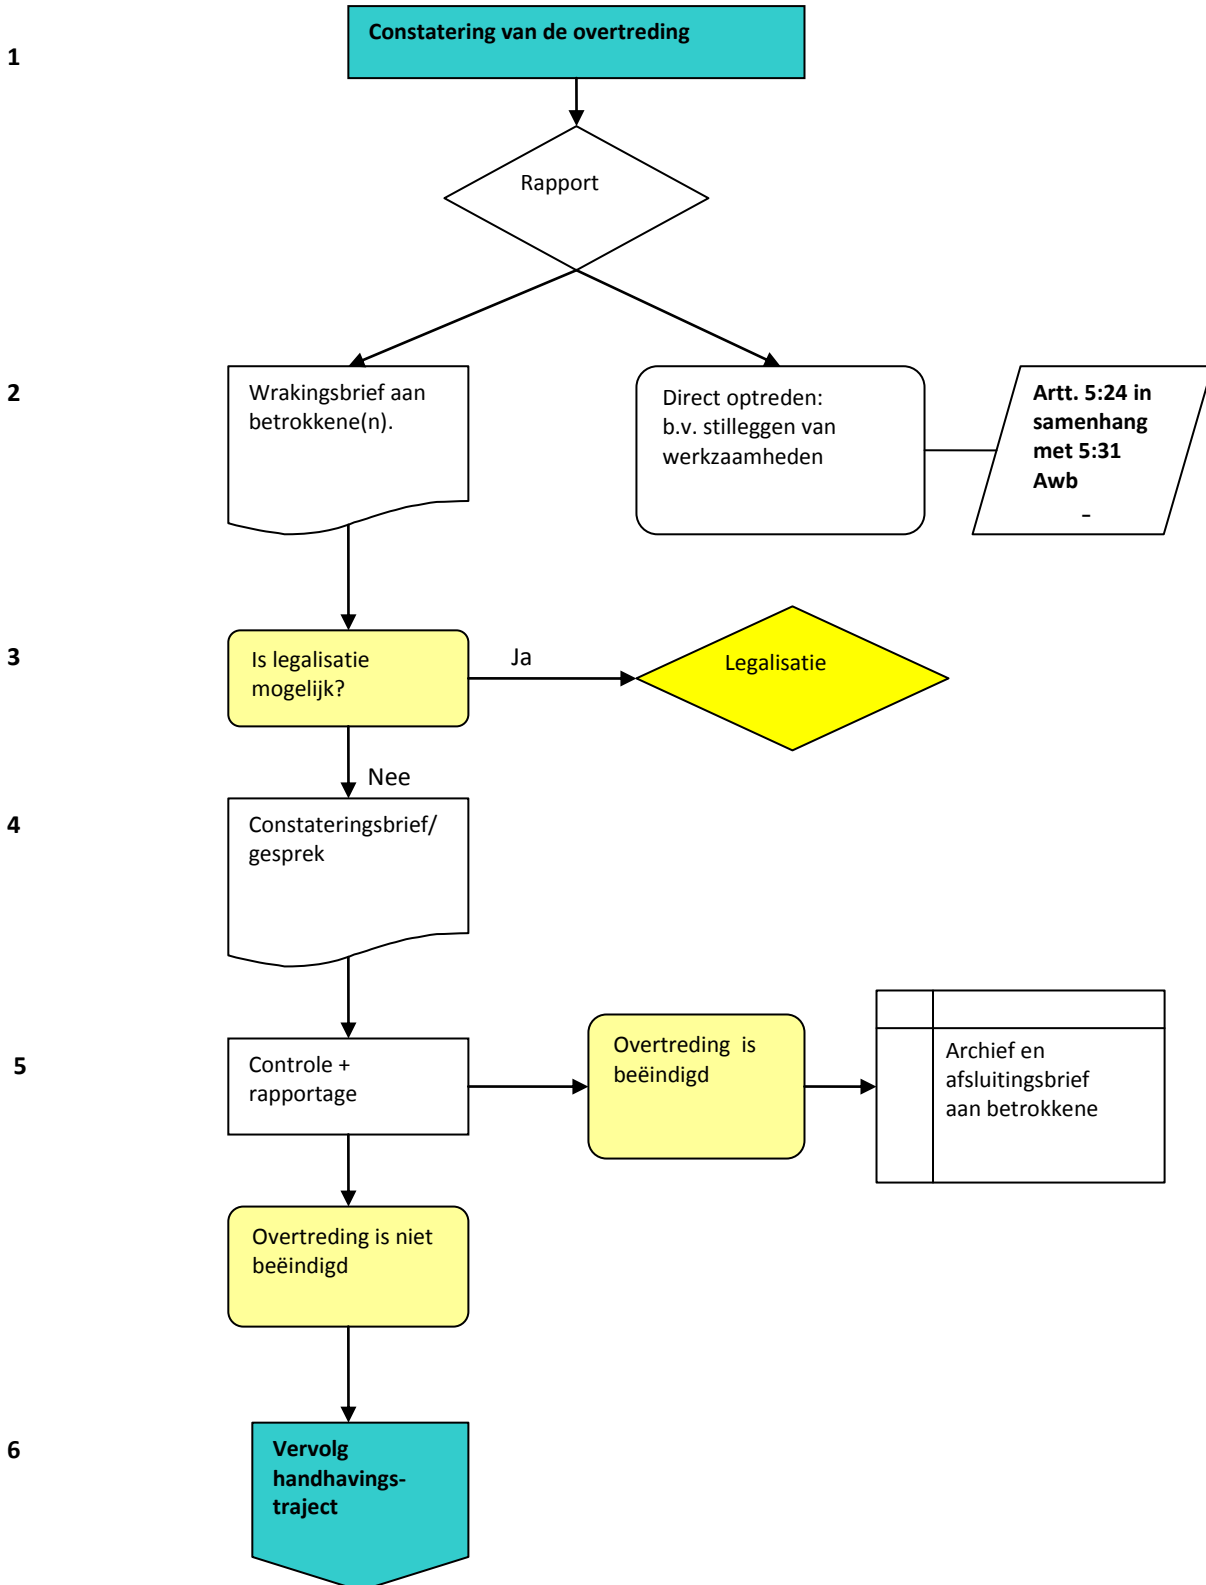 1
Constatering van de overtreding
Rapport
2
Wrakingsbrief aan
betrokkene(n).
Direct optreden:
b.v. stilleggen van
werkzaamheden
Artt. 5:24 in
samenhang
met 5:31
Awb
–
3
Is legalisatie
mogelijk?
Ja
Legalisatie
Nee
4
Constateringsbrief/
gesprek
5
Controle +
rapportage
Overtreding is
beëindigd
Archief en
afsluitingsbrief
aan betrokkene
Overtreding is niet
beëindigd
6
Vervolg
handhavings-
traject